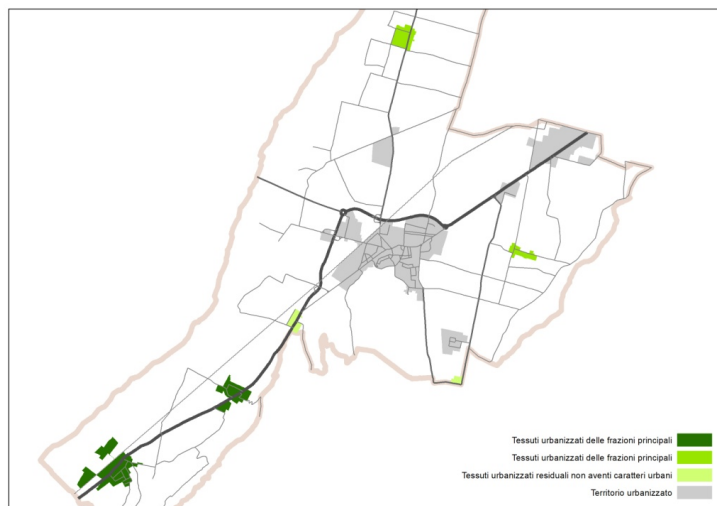 Tessuti urbanizzati delle frazioni principali
Tessuti urbanizzati delle frazioni principali
Tessuti urbanizzati residuali non aventi caratteri urbani
Territorio urbanizzato